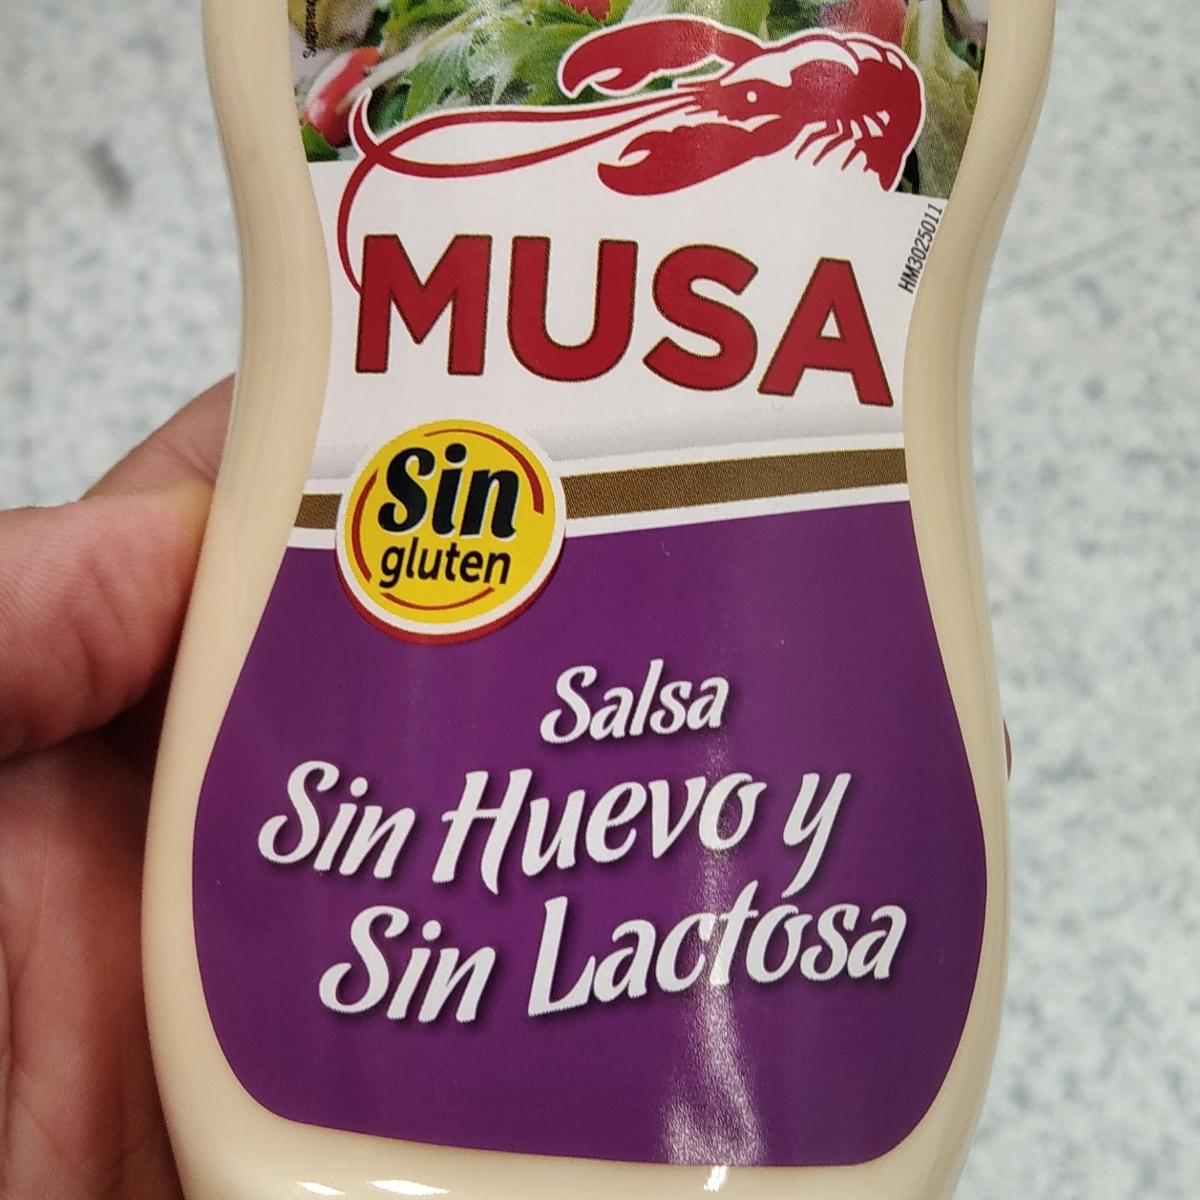 MUSA
HM3025011
Sin
gluten
Salsa
Sin Huevo y
Sin Lactosa